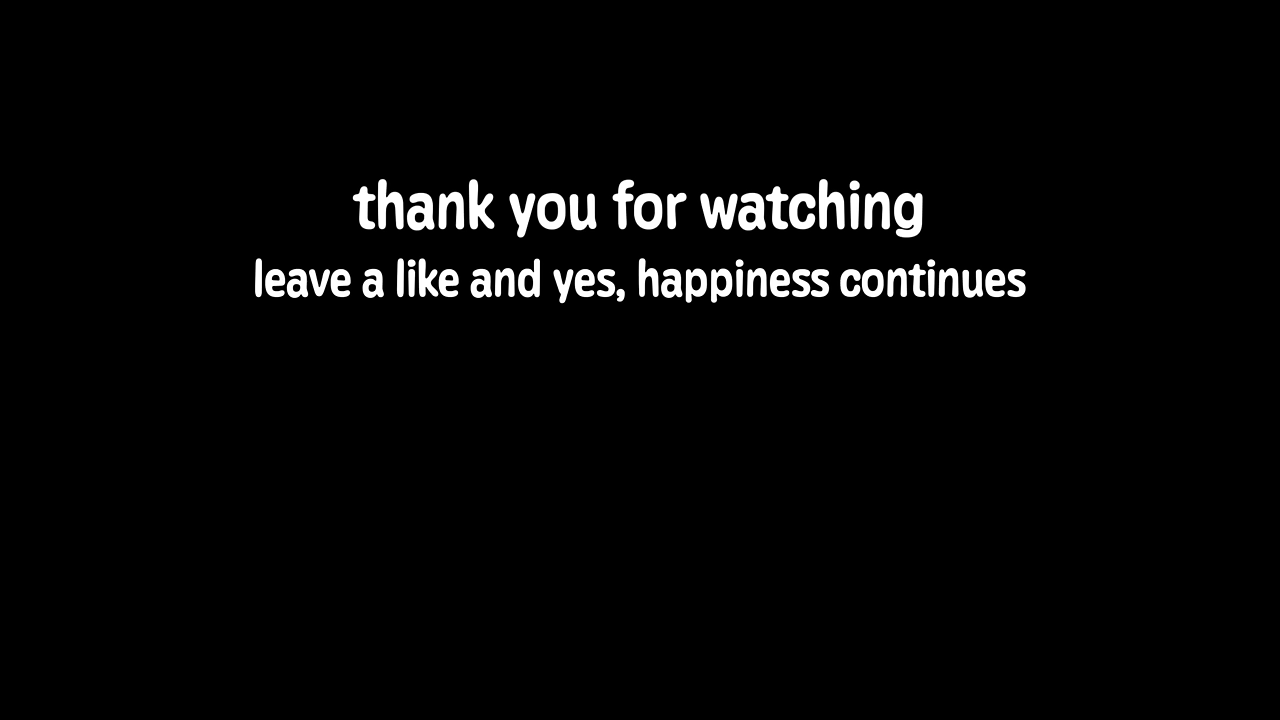 thank you for watching
leave a like and yes, happiness continues